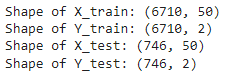 Shape of X_train: (6710, 50)
Shape of Y_train: (6710, 2)
Shape of X_test: (746, 50)
Shape of Y_test: (746, 2)